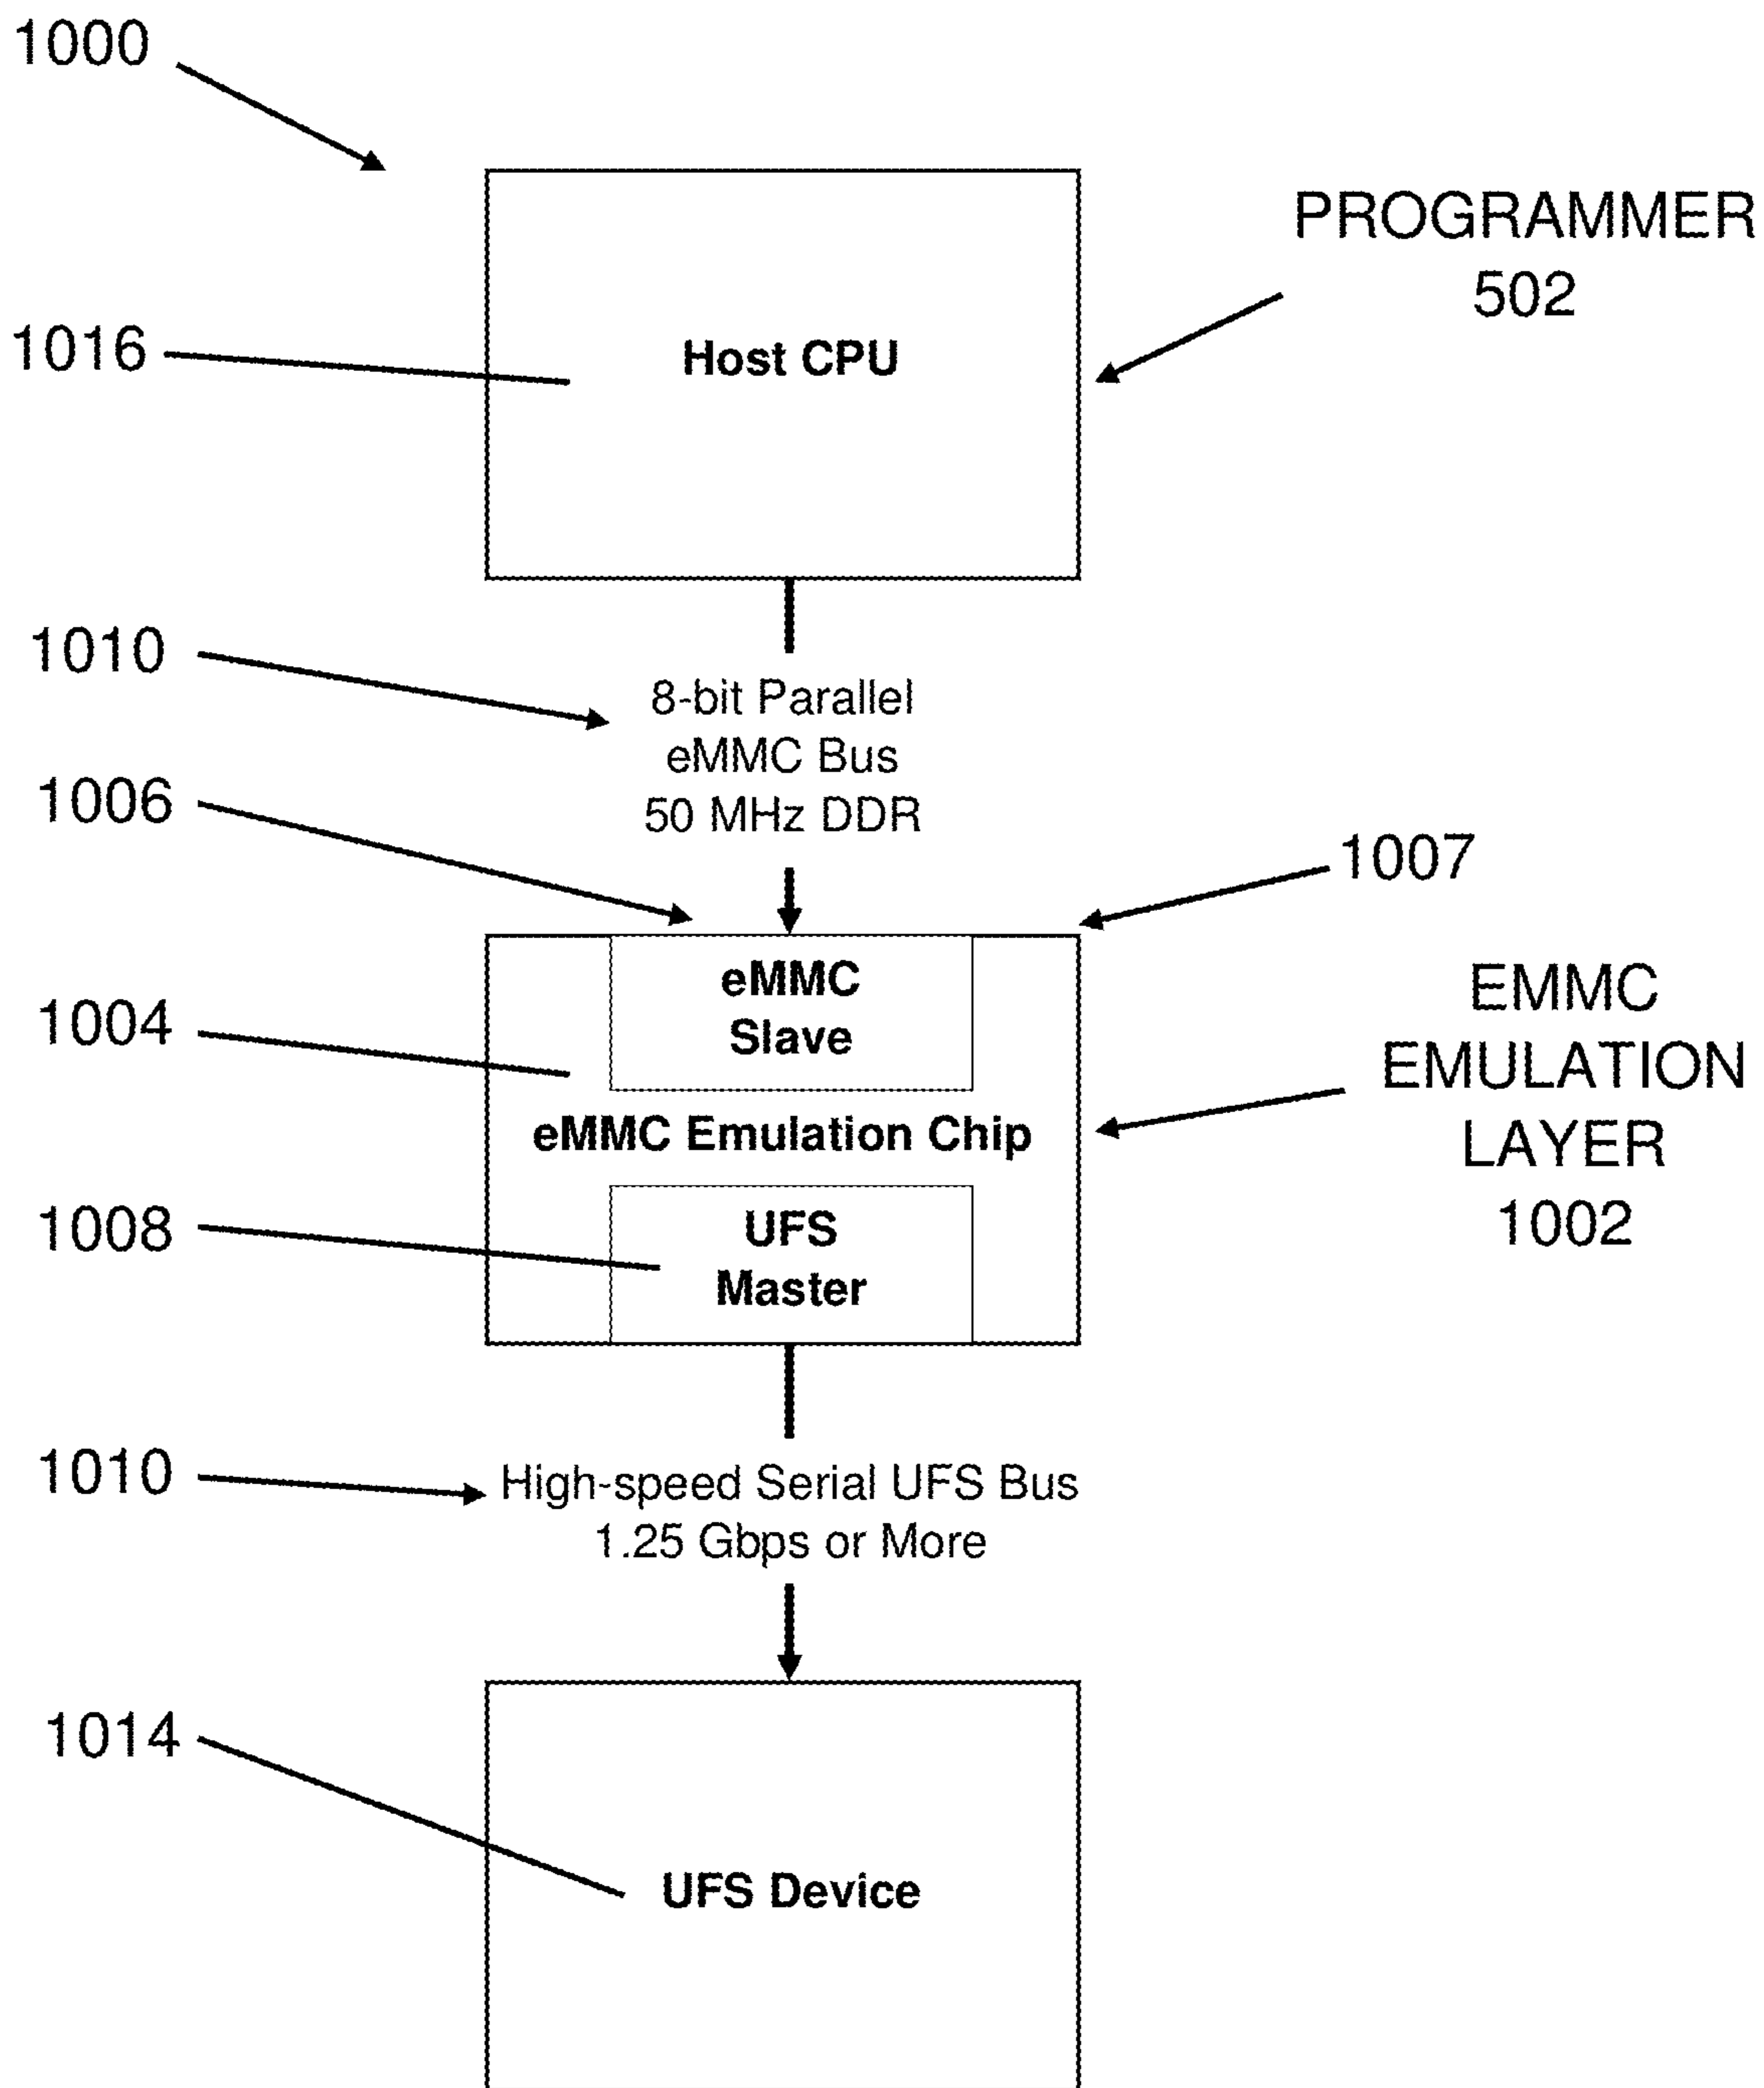 1000
PROGRAMMER
502
1016
Host CPU
1010
8-bit Parallel
eMMC Bus
50 MHz DDR
1006
1007
eMMC
Slave
1004
EMMC
EMULATION
LAYER
1002
eMMC Emulation Chip
1008
UFS
Master
1010
High-speed Serial UFS Bus
1.25 Gbps or More
1014
UFS Device